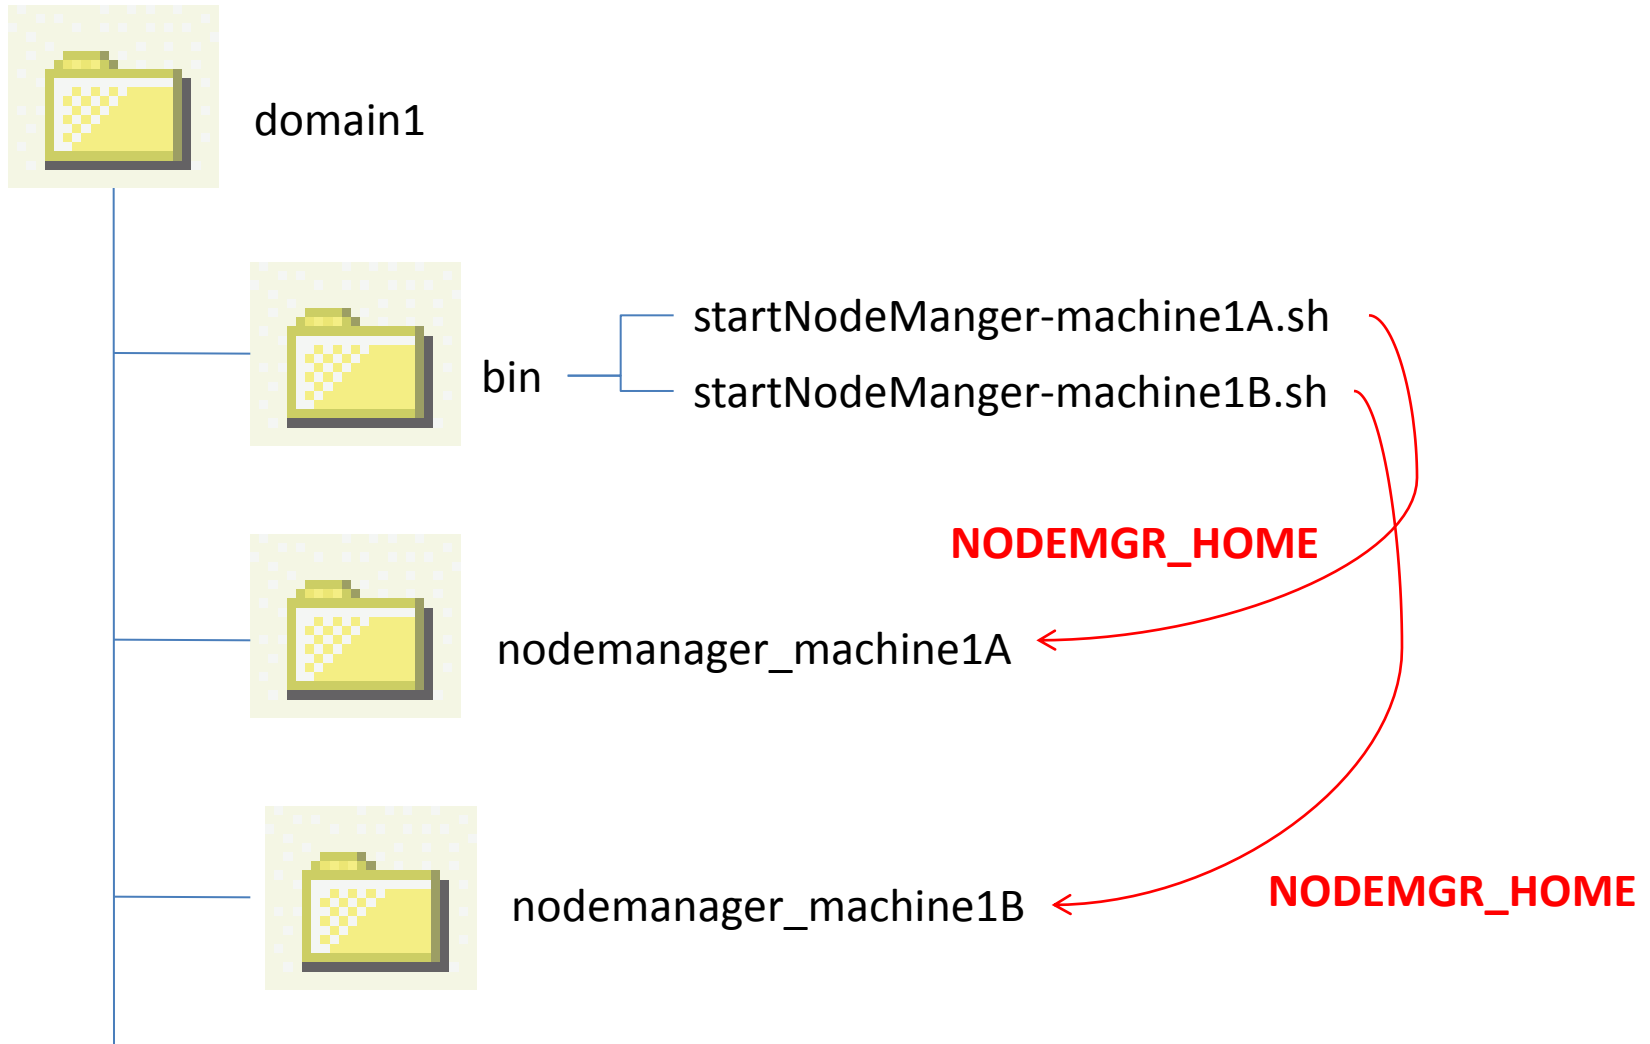 domain1
startNodeManger-machine1A.sh
bin
startNodeManger-machine1B.sh
NODEMGR_HOME
nodemanager_machine1A
NODEMGR_HOME
nodemanager_machine1B